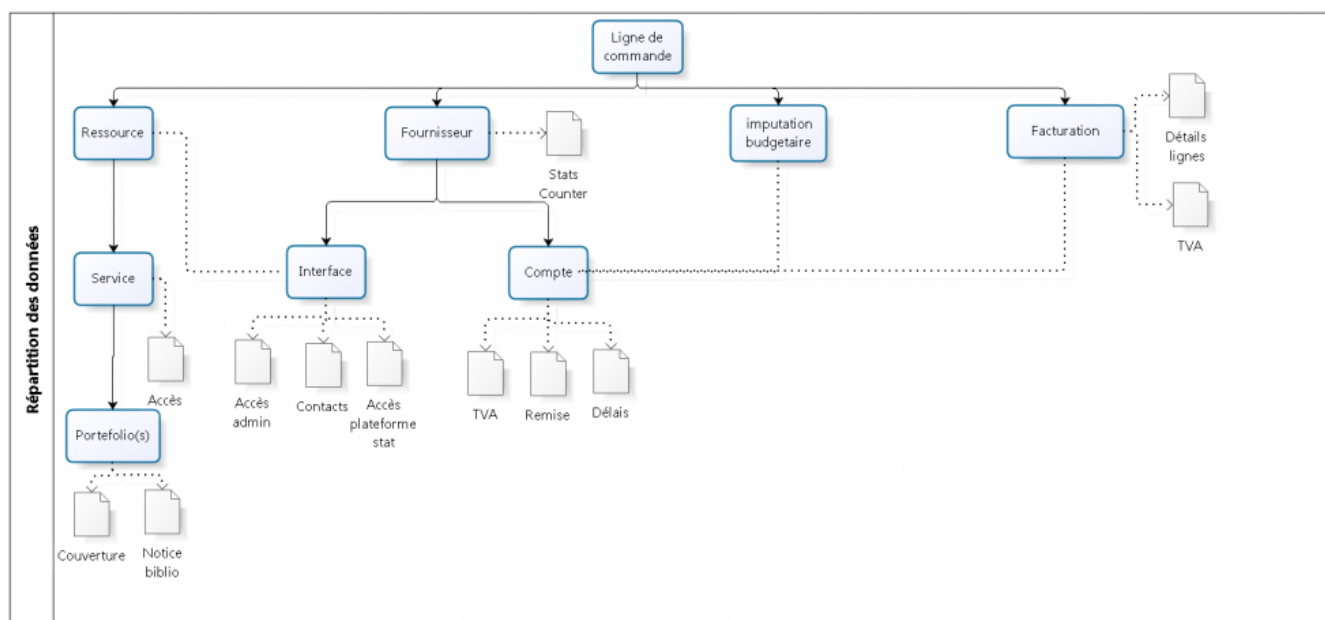 Répartition des données
Ligne de
commande
Ressource
Fournisseur
imputation
budgetaire
Facturation
Détails
lignes
Stats
Counter
TVA
Service
Interface
Compte
Accès
Accès
admin
Contacts
Accès
plateforme
stat
TVA
Remise
Délais
Portefolio(s)
Couverture
Notice
biblio